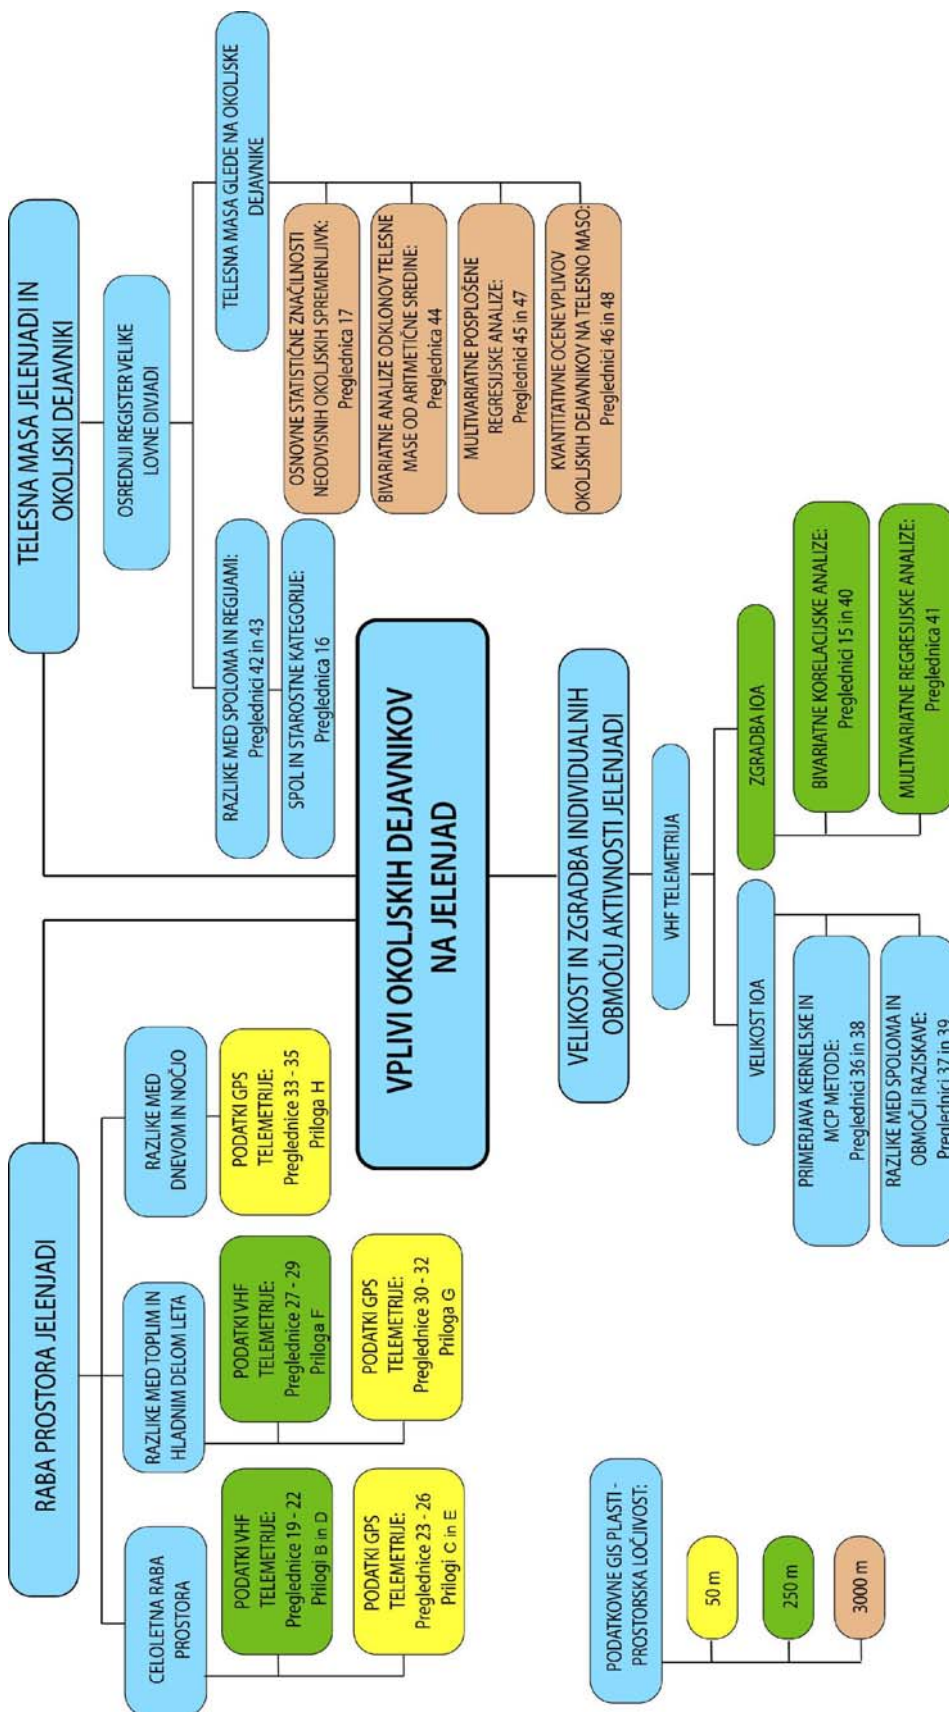 RABA PROSTORA JELENJADI
CELOLETNA RABA
PROSTORA
PODATKI VHF
TELEMETRIJE:
Preglednice 19 - 22
Prilogi B in D
PODATKI GPS
TELEMETRIJE:
Preglednice 23 - 26
Prilogi C in E
RAZLIKE MED TOPLIM IN
HLADNIM DELOM LETA
PODATKI VHF
TELEMETRIJE:
Preglednice 27 - 29
Priloga F
PODATKI GPS
TELEMETRIJE:
Preglednice 30 - 32
Priloga G
RAZLIKE MED
DNEVOM IN NOČJO
PODATKI GPS
TELEMETRIJE:
Preglednice 33 - 35
Priloga H
TELESNA MASA JELENJADI IN
OKOLJSKI DEJAVNIKI
OSREDNJI REGISTER VELIKE
LOVNE DIVJADI
RAZLIKE MED SPOLOMA IN REGIJAMI:
Preglednici 42 in 43
SPOL IN STAROSTNE KATEGORIJE:
Preglednica 16
TELESNA MASA GLEDE NA OKOLJSKE
DEJAVNIKE
OSNOVNE STATISTIČNE ZNAČILNOSTI
NEODVISNIH OKOLJSKIH SPREMENLJIVK:
Preglednica 17
BIVARIATNE ANALIZE ODKLONOV TELESNE
MASE OD ARITMETIČNE SREDINE:
Preglednica 44
MULTIVARIATNE POSPLOŠENE
REGRESIJSKE ANALIZE:
Preglednici 45 in 47
KVANTITATIVNE OCENE VPLIVOV
OKOLJSKIH DEJAVNIKOV NA TELESNO MASO:
Preglednici 46 in 48
VPLIVI OKOLJSKIH DEJAVNIKOV
NA JELENJAD
VELIKOST IN ZGRADBA INDIVIDUALNIH
OBMOČIJ AKTIVNOSTI JELENJADI
VHF TELEMETRIJA
VELIKOST IOA
PRIMERJAVA KERNELSKE IN
MCP METODE:
Preglednici 36 in 38
RAZLIKE MED SPOLOMA IN
OBMOČJI RAZISKAVE:
Preglednici 37 in 39
ZGRADBA IOA
BIVARIATNE KORELACIJSKE ANALIZE:
Preglednici 15 in 40
MULTIVARIATNE REGRESIJSKE ANALIZE:
Preglednica 41
PODATKOVNE GIS PLASTI -
PROSTORSKA LOČJIVOST:
50 m
250 m
3000 m